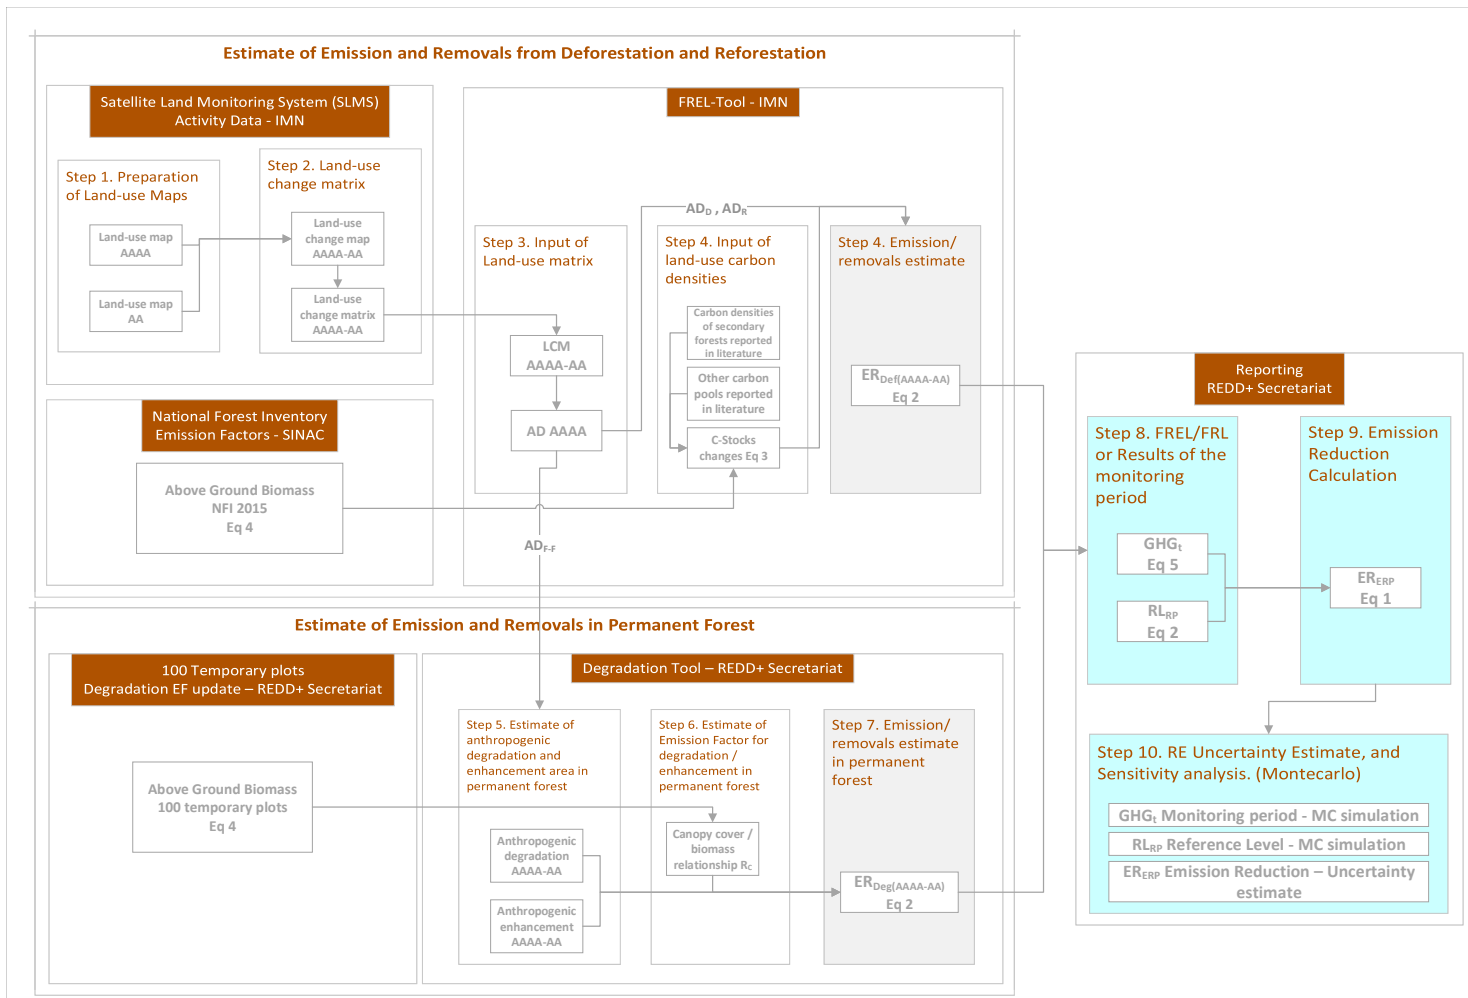 Estimate of Emission and Removals from Deforestation and Reforestation
Satellite Land Monitoring System (SLMS)
Activity Data - IMN
Step 1. Preparation
of Land-use Maps
Land-use map
AAAA
Land-use map
AA
Step 2. Land-use
change matrix
Land-use
change map
AAAA-AA
Land-use
change matrix
AAAA-AA
National Forest Inventory
Emission Factors - SINAC
Above Ground Biomass
NFI 2015
Eq 4
FREL-Tool - IMN
AD_D , AD_R
Step 3. Input of
Land-use matrix
LCM
AAAA-AA
AD AAAA
AD_F-F
Step 4. Input of
land-use carbon
densities
Carbon densities
of secondary
forests reported
in literature
Other carbon
pools reported
in literature
C-Stocks
changes Eq 3
Step 4. Emission/
removals estimate
ER_Def(AAAA-AA)
Eq 2
Estimate of Emission and Removals in Permanent Forest
100 Temporary plots
Degradation EF update – REDD+ Secretariat
Above Ground Biomass
100 temporary plots
Eq 4
Degradation Tool – REDD+ Secretariat
Step 5. Estimate of
anthropogenic
degradation and
enhancement area in
permanent forest
Anthropogenic
degradation
AAAA-AA
Anthropogenic
enhancement
AAAA-AA
Step 6. Estimate of
Emission Factor for
degradation /
enhancement in
permanent forest
Canopy cover /
biomass
relationship R_C
Step 7. Emission/
removals estimate
in permanent
forest
ER_Deg(AAAA-AA)
Eq 2
Reporting
REDD+ Secretariat
Step 8. FREL/FRL
or Results of the
monitoring
period
GHG_t
Eq 5
RL_RP
Eq 2
Step 9. Emission
Reduction
Calculation
ER_ERP
Eq 1
Step 10. RE Uncertainty Estimate, and
Sensitivity analysis. (Montecarlo)
GHG_t Monitoring period - MC simulation
RL_RP Reference Level - MC simulation
ER_ERP Emission Reduction – Uncertainty
estimate